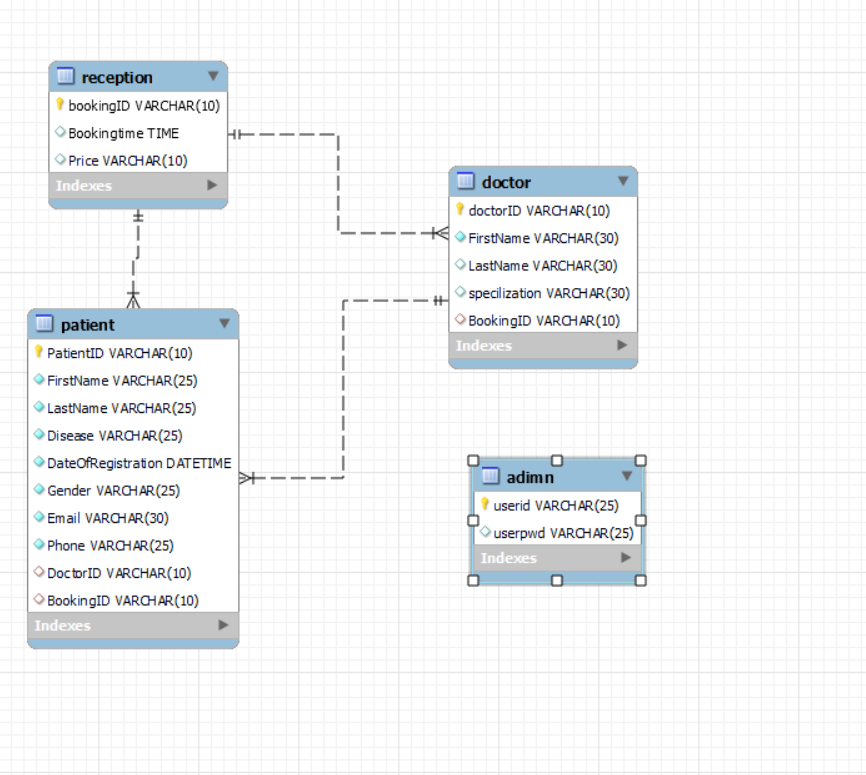 reception
bookingID VARCHAR(10)
Bookingtime TIME
Price VARCHAR(10)
Indexes
doctor
doctorID VARCHAR(10)
FirstName VARCHAR(30)
LastName VARCHAR(30)
specilization VARCHAR(30)
BookingID VARCHAR(10)
Indexes
patient
PatientID VARCHAR(10)
FirstName VARCHAR(25)
LastName VARCHAR(25)
Disease VARCHAR(25)
DateOfRegistration DATETIME
Gender VARCHAR(25)
Email VARCHAR(30)
Phone VARCHAR(25)
DoctorID VARCHAR(10)
BookingID VARCHAR(10)
Indexes
adimn
userid VARCHAR(25)
userpwd VARCHAR(25)
Indexes